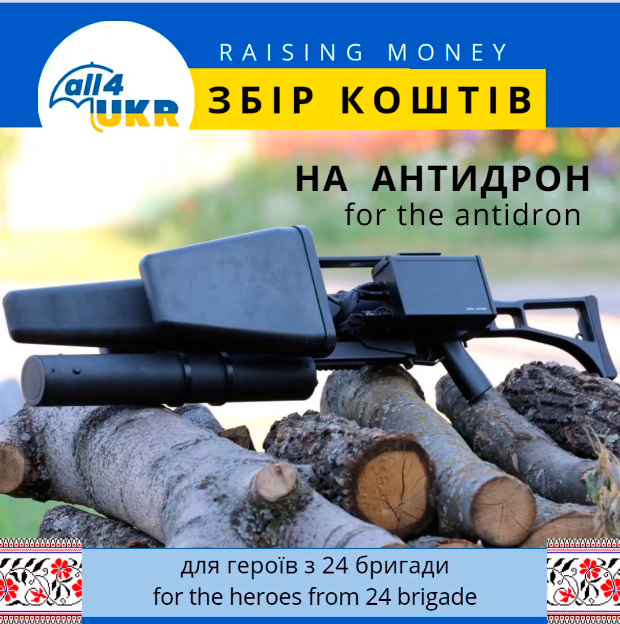 RAISING MONEY
all4
UKR
ЗБІР КОШТІВ
НА АНТИДРОН
for the antidron
для героїв з 24 бригади
for the heroes from 24 brigade